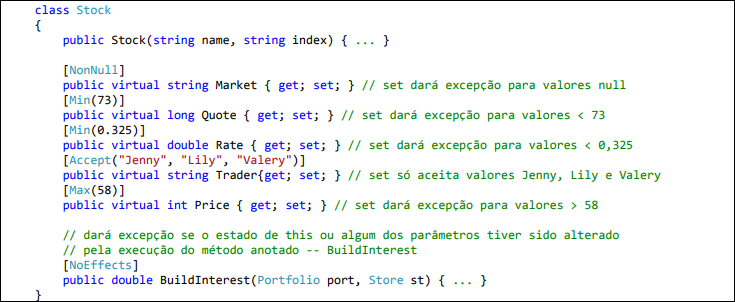 class Stock
{
public Stock(string name, string index) { ... }
[NonNull]
public virtual string Market { get; set; } // set dará excepção para valores null
[Min(73)]
public virtual long Quote { get; set; } // set dará excepção para valores < 73
[Min(0.325)]
public virtual double Rate { get; set; } // set dará excepção para valores < 0,325
[Accept("Jenny", "Lily", "Valery")]
public virtual string Trader{get; set; } // set só aceita valores Jenny, Lily e Valery
[Max(58)]
public virtual int Price { get; set; } // set dará excepção para valores > 58
// dará excepção se o estado de this ou algum dos parâmetros tiver sido alterado
// pela execução do método anotado -- BuildInterest
[NoEffects]
public double BuildInterest(Portfolio port, Store st) { ... }
}